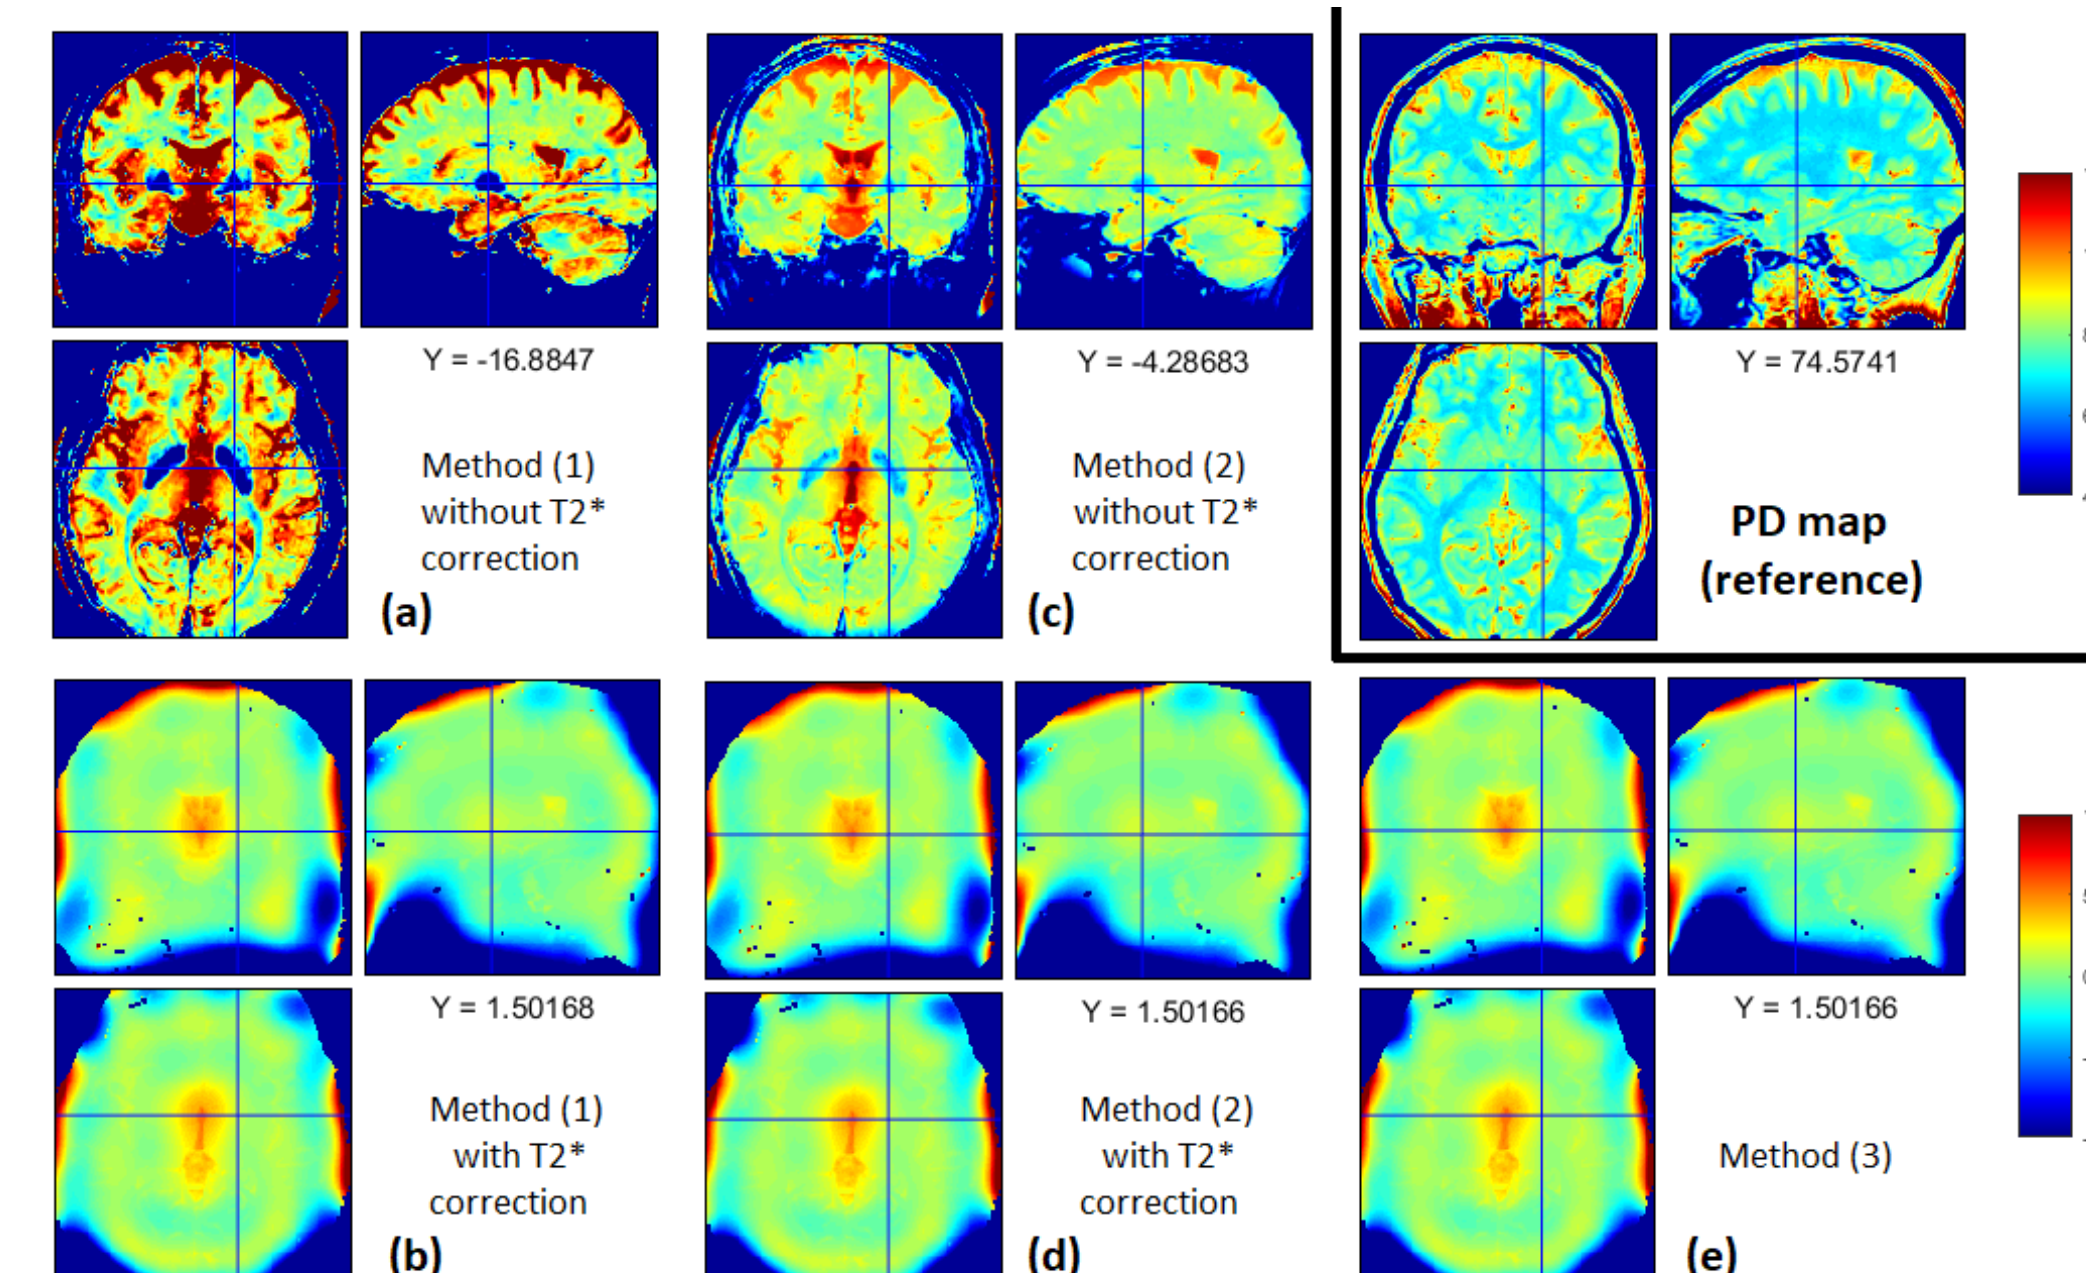 Y = -16.8847
Method (1)
without T2*
correction
(a)
Y = -4.28683
Method (2)
without T2*
correction
(c)
Y = 74.5741
PD map
(reference)
Y = 1.50168
Method (1)
with T2*
correction
(b)
Y = 1.50166
Method (2)
with T2*
correction
(d)
Y = 1.50166
Method (3)
(e)